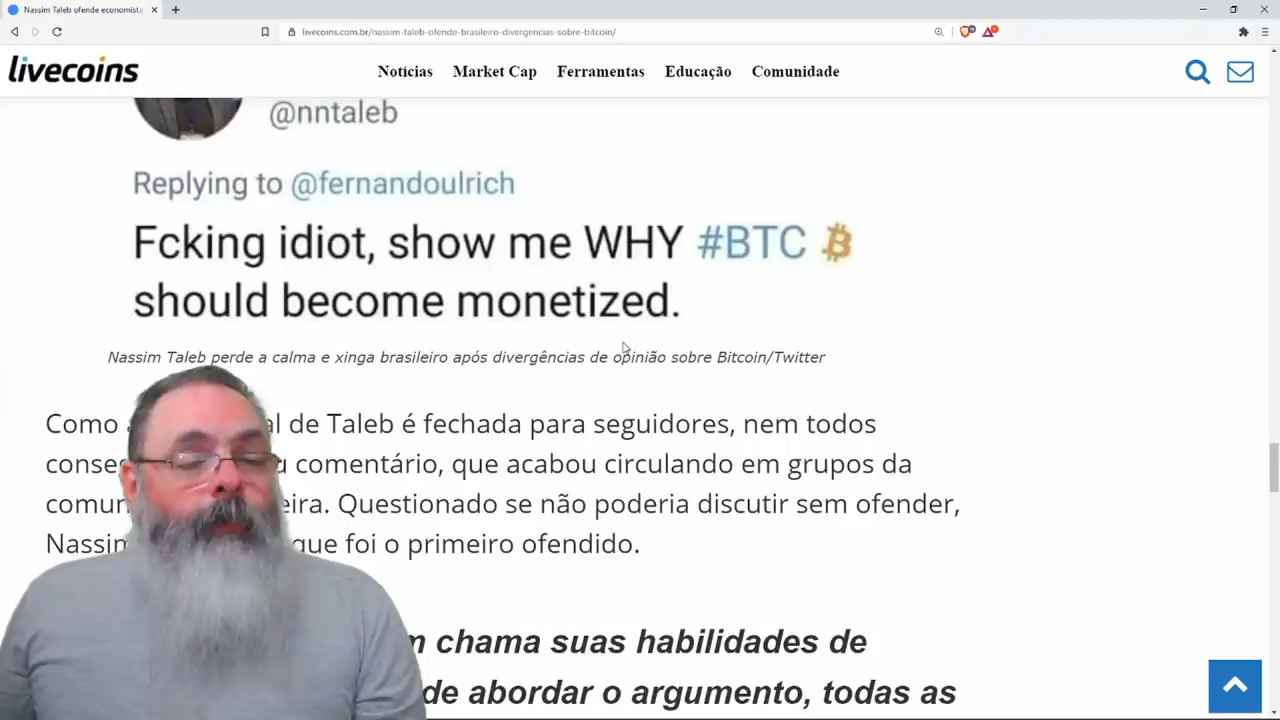 Nassim Taleb ofende economista
livecoins.com.br/nassim-taleb-ofende-brasileiro-divergencias-sobre-bitcoin/
livecoins
Notícias Market Cap Ferramentas Educação Comunidade
@nntaleb
Replying to @fernandoulrich
Fcking idiot, show me WHY #BTC
should become monetized.
Nassim Taleb perde a calma e xinga brasileiro após divergências de opinião sobre Bitcoin/Twitter
Como al de Taleb é fechada para seguidores, nem todos
conse u comentário, que acabou circulando em grupos da
comun eira. Questionado se não poderia discutir sem ofender,
Nassim que foi o primeiro ofendido.
m chama suas habilidades de
de abordar o argumento, todas as